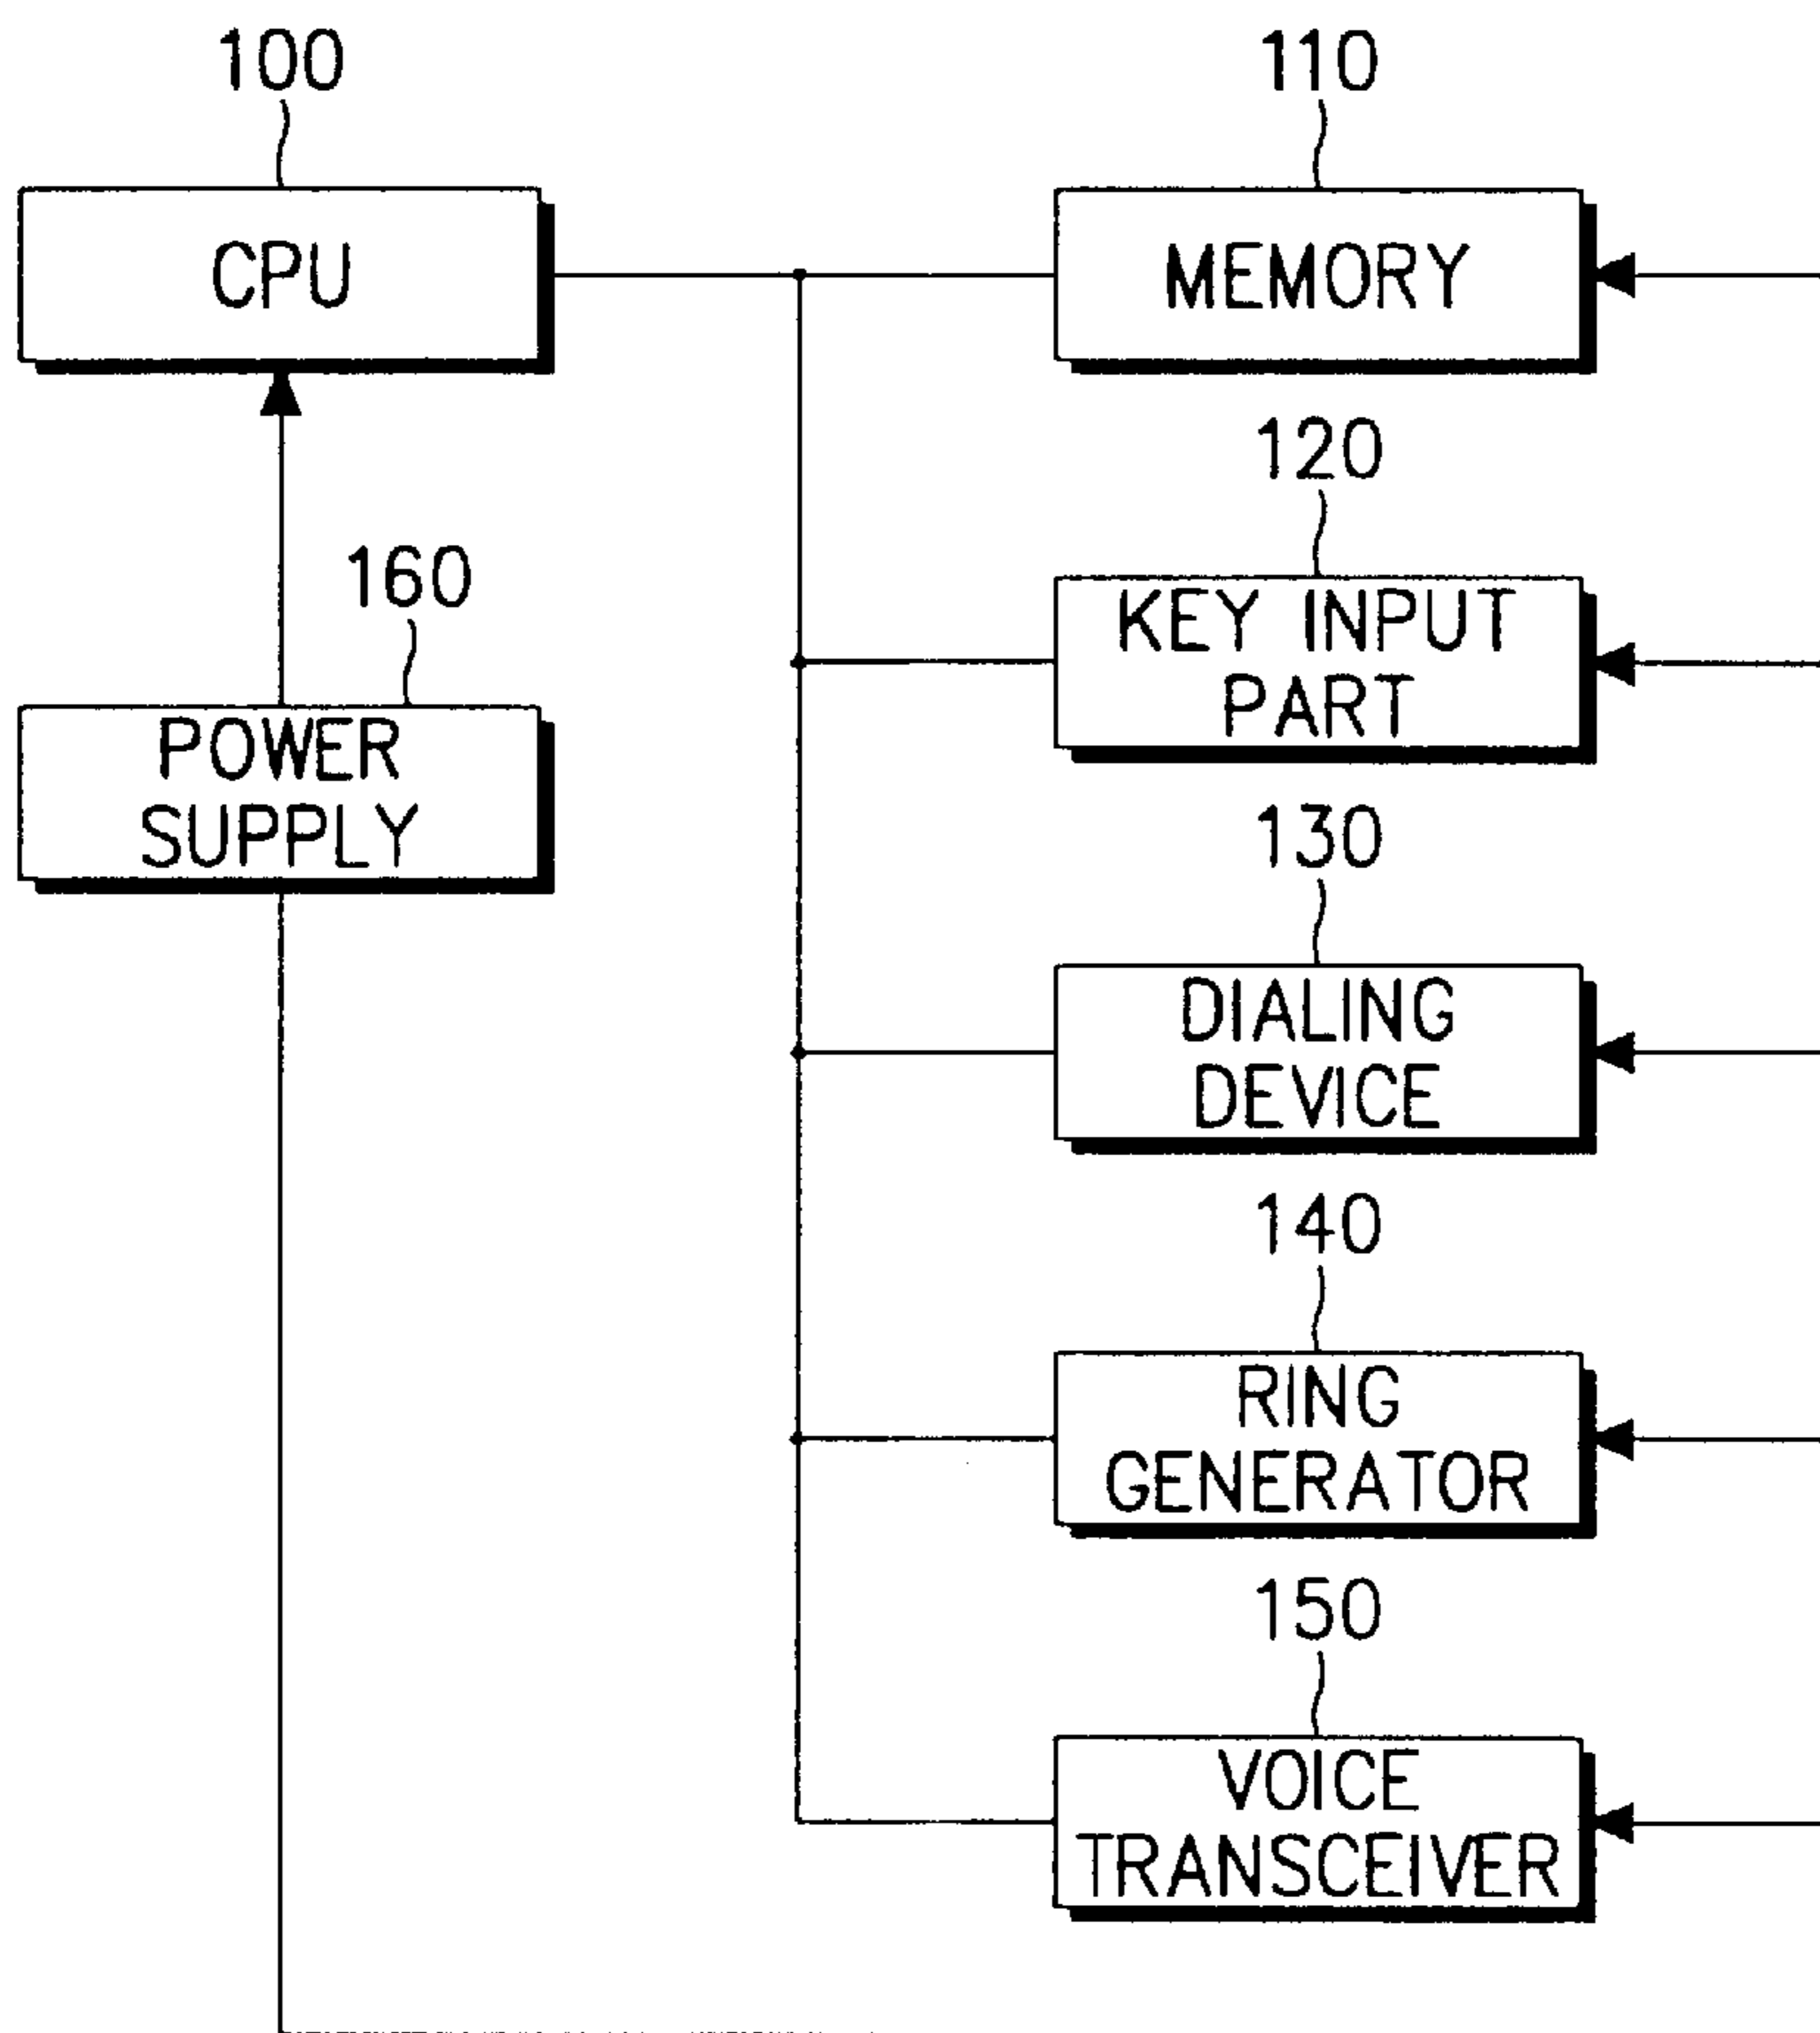 100
CPU
110
MEMORY
120
KEY INPUT
PART
160
POWER
SUPPLY
130
DIALING
DEVICE
140
RING
GENERATOR
150
VOICE
TRANSCEIVER